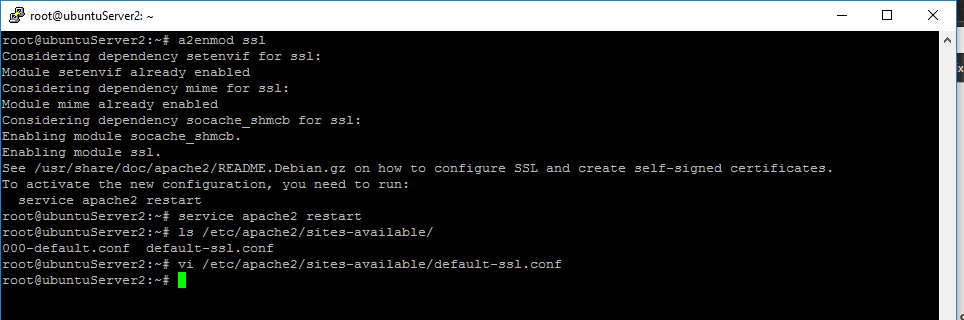 root@ubuntuServer2: ~
root@ubuntuServer2:~# a2enmod ssl
Considering dependency setenvif for ssl:
Module setenvif already enabled
Considering dependency mime for ssl:
Module mime already enabled
Considering dependency socache_shmcb for ssl:
Enabling module socache_shmcb.
Enabling module ssl.
See /usr/share/doc/apache2/README.Debian.gz on how to configure SSL and create self-signed certificates.
To activate the new configuration, you need to run:
  service apache2 restart
root@ubuntuServer2:~# service apache2 restart
root@ubuntuServer2:~# ls /etc/apache2/sites-available/
000-default.conf  default-ssl.conf
root@ubuntuServer2:~# vi /etc/apache2/sites-available/default-ssl.conf
root@ubuntuServer2:~#